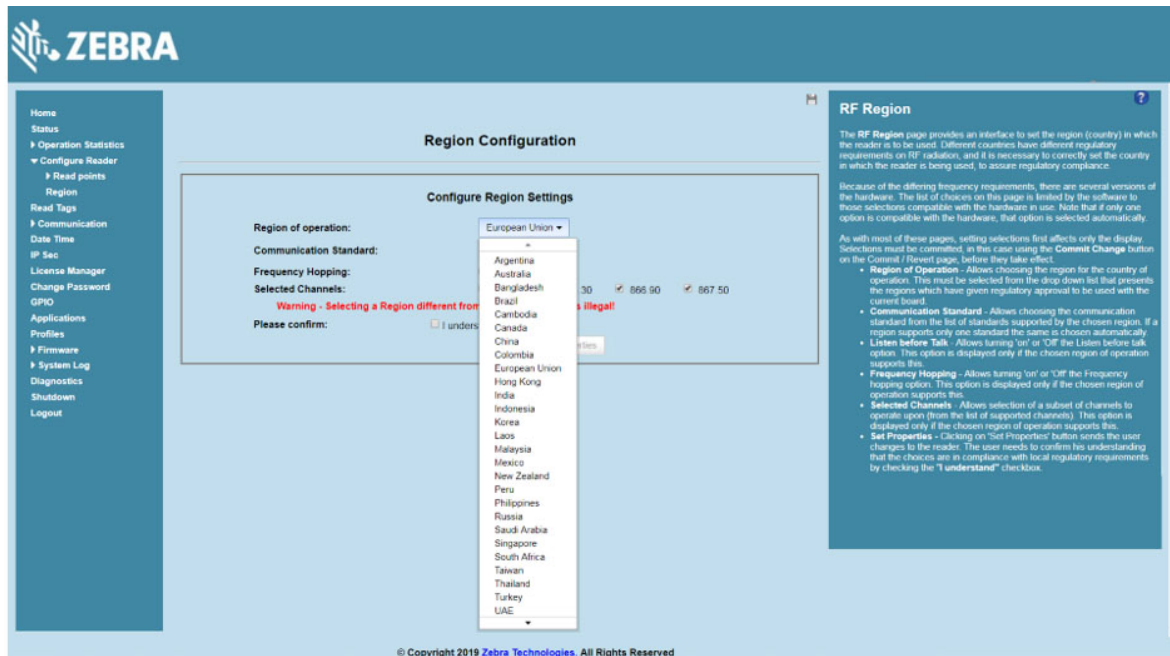 ZEBRA
Home
Status
Operation Statistics
Configure Reader
Read points
Region
Read Tags
Communication
Date Time
IP Sec
License Manager
Change Password
GPIO
Applications
Profiles
Firmware
System Log
Diagnostics
Shutdown
Logout
Region Configuration
Configure Region Settings
Region of operation:
European Union
Communication Standard:
Frequency Hopping:
Selected Channels:
.30
866.90
867.50
Warning - Selecting a Region different from
illegal!
Please confirm:
I unders
Argentina
Australia
Bangladesh
Brazil
Cambodia
Canada
China
Colombia
European Union
Hong Kong
India
Indonesia
Korea
Laos
Malaysia
Mexico
New Zealand
Peru
Philippines
Russia
Saudi Arabia
Singapore
South Africa
Taiwan
Thailand
Turkey
UAE
?
RF Region
The RF Region page provides an interface to set the region (country) in which
the reader is to be used. Different countries have different regulatory
requirements on RF radiation, and it is necessary to correctly set the country
in which the reader is being used, to assure regulatory compliance.
Because of the differing frequency requirements, there are several versions of
the hardware. The list of choices on this page is limited by the software to
those selections compatible with the hardware in use. Note that if only one
option is compatible with the hardware, that option is selected automatically.
As with most of these pages, setting selections first affects only the display.
Selections must be committed, in this case using the Commit Change button
on the Commit / Revert page, before they take effect.
• Region of Operation - Allows choosing the region for the country of
operation. This must be selected from the drop down list that presents
the regions which have given regulatory approval to be used with the
current board.
• Communication Standard - Allows choosing the communication
standard from the list of standards supported by the chosen region. If a
region supports only one standard the same is chosen automatically.
• Listen before Talk - Allows turning 'on' or 'Off' the Listen before talk
option. This option is displayed only if the chosen region of operation
supports this.
• Frequency Hopping - Allows turning 'on' or 'Off' the Frequency
hopping option. This option is displayed only if the chosen region of
operation supports this.
• Selected Channels - Allows selection of a subset of channels to
operate upon (from the list of supported channels). This option is
displayed only if the chosen region of operation supports this.
• Set Properties - Clicking on 'Set Properties' button sends the user
changes to the reader. The user needs to confirm his understanding
that the choices are in compliance with local regulatory requirements
by checking the "I understand" checkbox.
© Copyright 2019 Zebra Technologies. All Rights Reserved